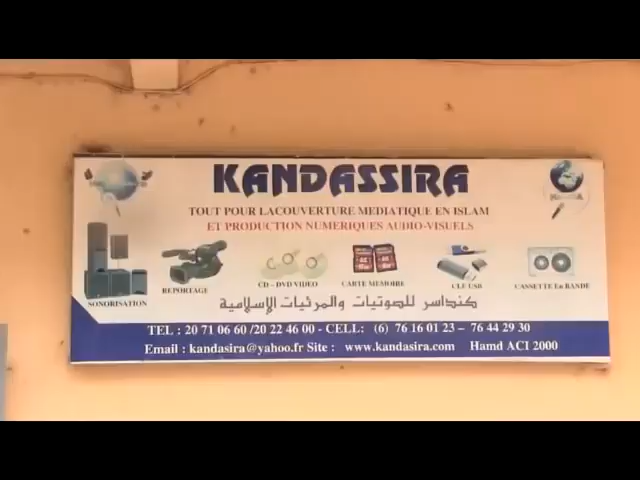 KANDASSIRA
TOUT POUR LACOUVERTURE MEDIATIQUE EN ISLAM
ET PRODUCTION NUMERIQUES AUDIO-VISUELS
SONORISATION
REPORTAGE
CD - DVD VIDEO
CARTE MEMOIRE
CLE USB
CASSETTE En BANDE
كنداسر للصوتيات والمرئيات الإسلامية
TEL : 20 71 06 60/20 22 46 00 - CELL: (6) 76 16 01 23 – 76 44 29 30
Email : kandasira@yahoo.fr Site : www.kandasira.com Hamd ACI 2000